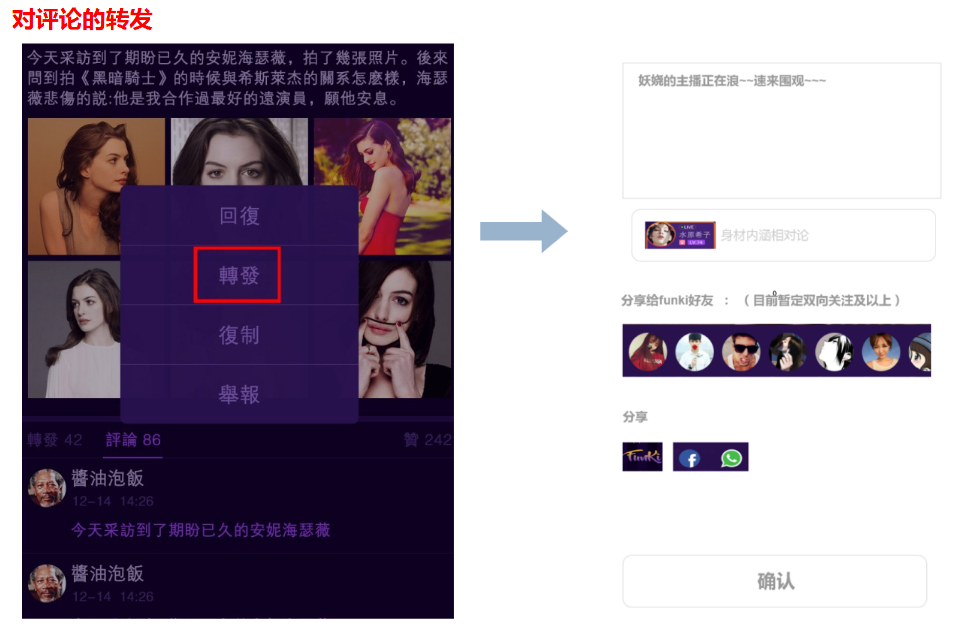 对评论的转发
今天采訪到了期盼已久的安妮海瑟薇，拍了幾張照片。後來
問到拍《黑暗騎士》的時候與希斯萊杰的關系怎麽樣，海瑟
薇悲傷的説:他是我合作過最好的遠演員，願他安息。
回復
轉發
復制
舉報
轉發 42
評論 86
贊 242
醬油泡飯
12-14 14:26
今天采訪到了期盼已久的安妮海瑟薇
醬油泡飯
12-14 14:26
妖娆的主播正在浪~~速来围观~~~
LIVE
水原希子
身材内涵相对论
分享给funki好友 ：（目前暂定双向关注及以上）
分享
Funki
确认